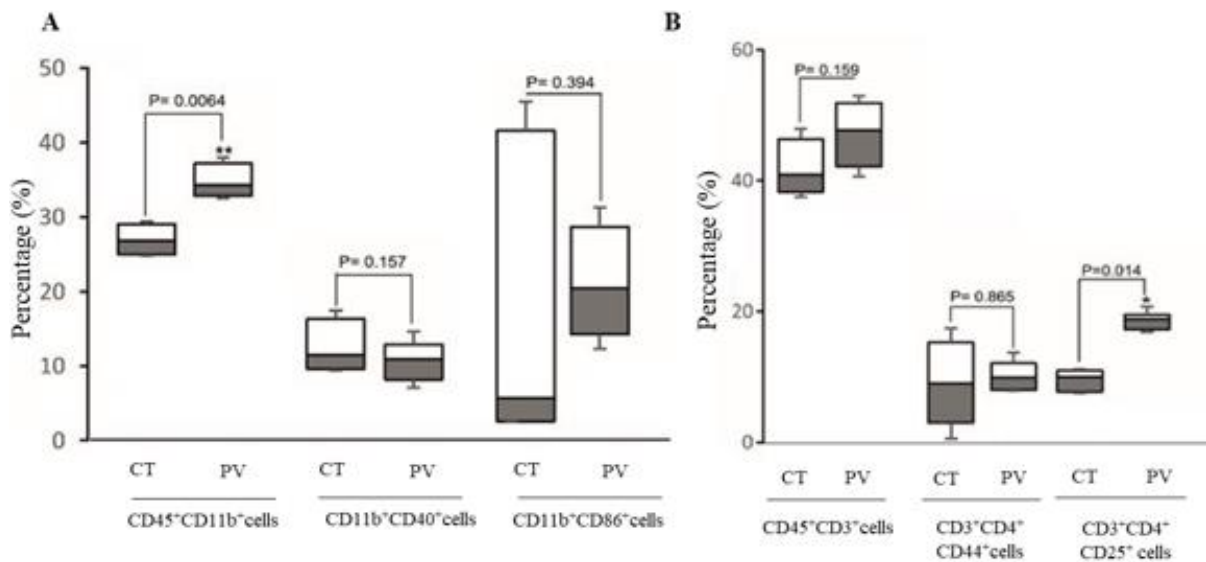 A
Percentage (%)
50
40
30
20
10
0
P= 0.0064
**
P= 0.157
P= 0.394
CT
PV
CT
PV
CT
PV
CD45⁺CD11b⁺cells
CD11b⁺CD40⁺cells
CD11b⁺CD86⁺cells
B
Percentage (%)
60
40
20
0
P= 0.159
P= 0.865
P=0.014
*
CT
PV
CT
PV
CT
PV
CD45⁺CD3⁺cells
CD3⁺CD4⁺
CD44⁺cells
CD3⁺CD4⁺
CD25⁺ cells